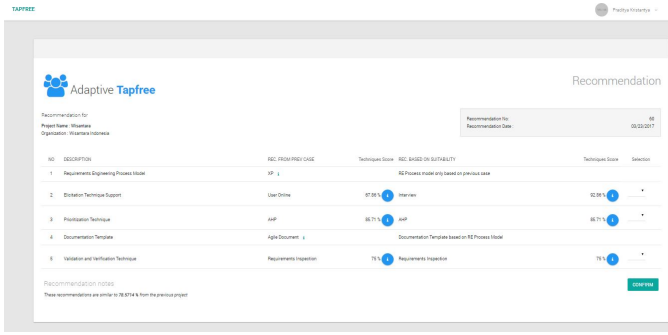 TAPFREE
Praditya Kristantya
Adaptive Tapfree
Recommendation
Recommendation for
Project Name : Wisantara
Organization : Wisantara Indonesia
Recommendation No: 60
Recommendation Date : 03/23/2017
NO DESCRIPTION REC. FROM PREV CASE Techniques Score REC. BASED ON SUITABILITY Techniques Score Selection
1 Requirements Engineering Process Model XP RE Process model only based on previous case
2 Elicitation Technique Support User Online 67.86 % Interview 92.86 %
3 Prioritization Technique AHP 85.71 % AHP 85.71 %
4 Documentation Template Agile Document Documentation Template based on RE Process Model
5 Validation and Verification Technique Requirements Inspection 75 % Requirements Inspection 75 %
Recommendation notes
These recommendations are similar to 78.5714 % from the previous project
CONFIRM